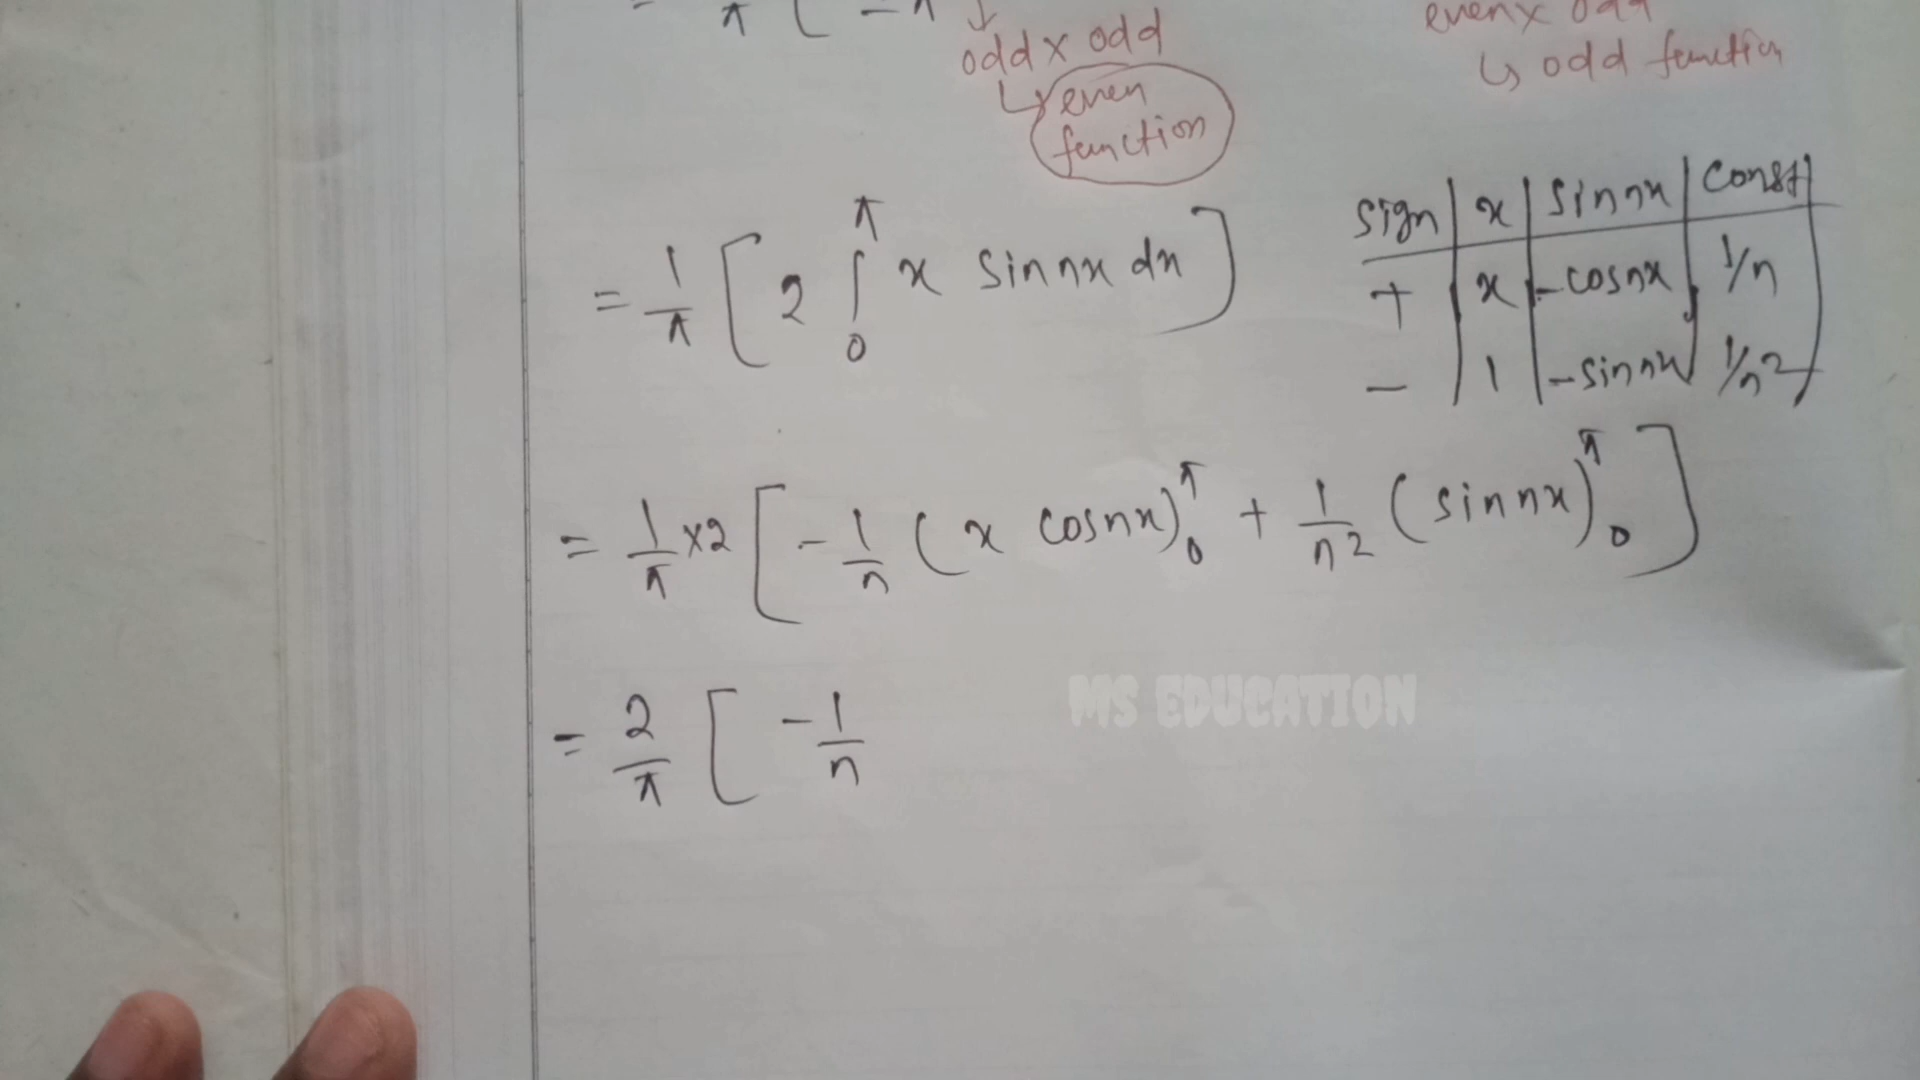 π [ -π
odd x odd
↳ even
function
even x odd
↳ odd function
= 1/π [ 2 ∫₀^π x sin nx dx ]
sign | x | sin nx | const
+ | x | -cos nx | 1/n
- | 1 | -sin nx | 1/n²
= 1/π ×2 [ -1/n (x cos nx)₀^π + 1/n² (sin nx)₀^π ]
MS EDUCATION
= 2/π [ -1/n